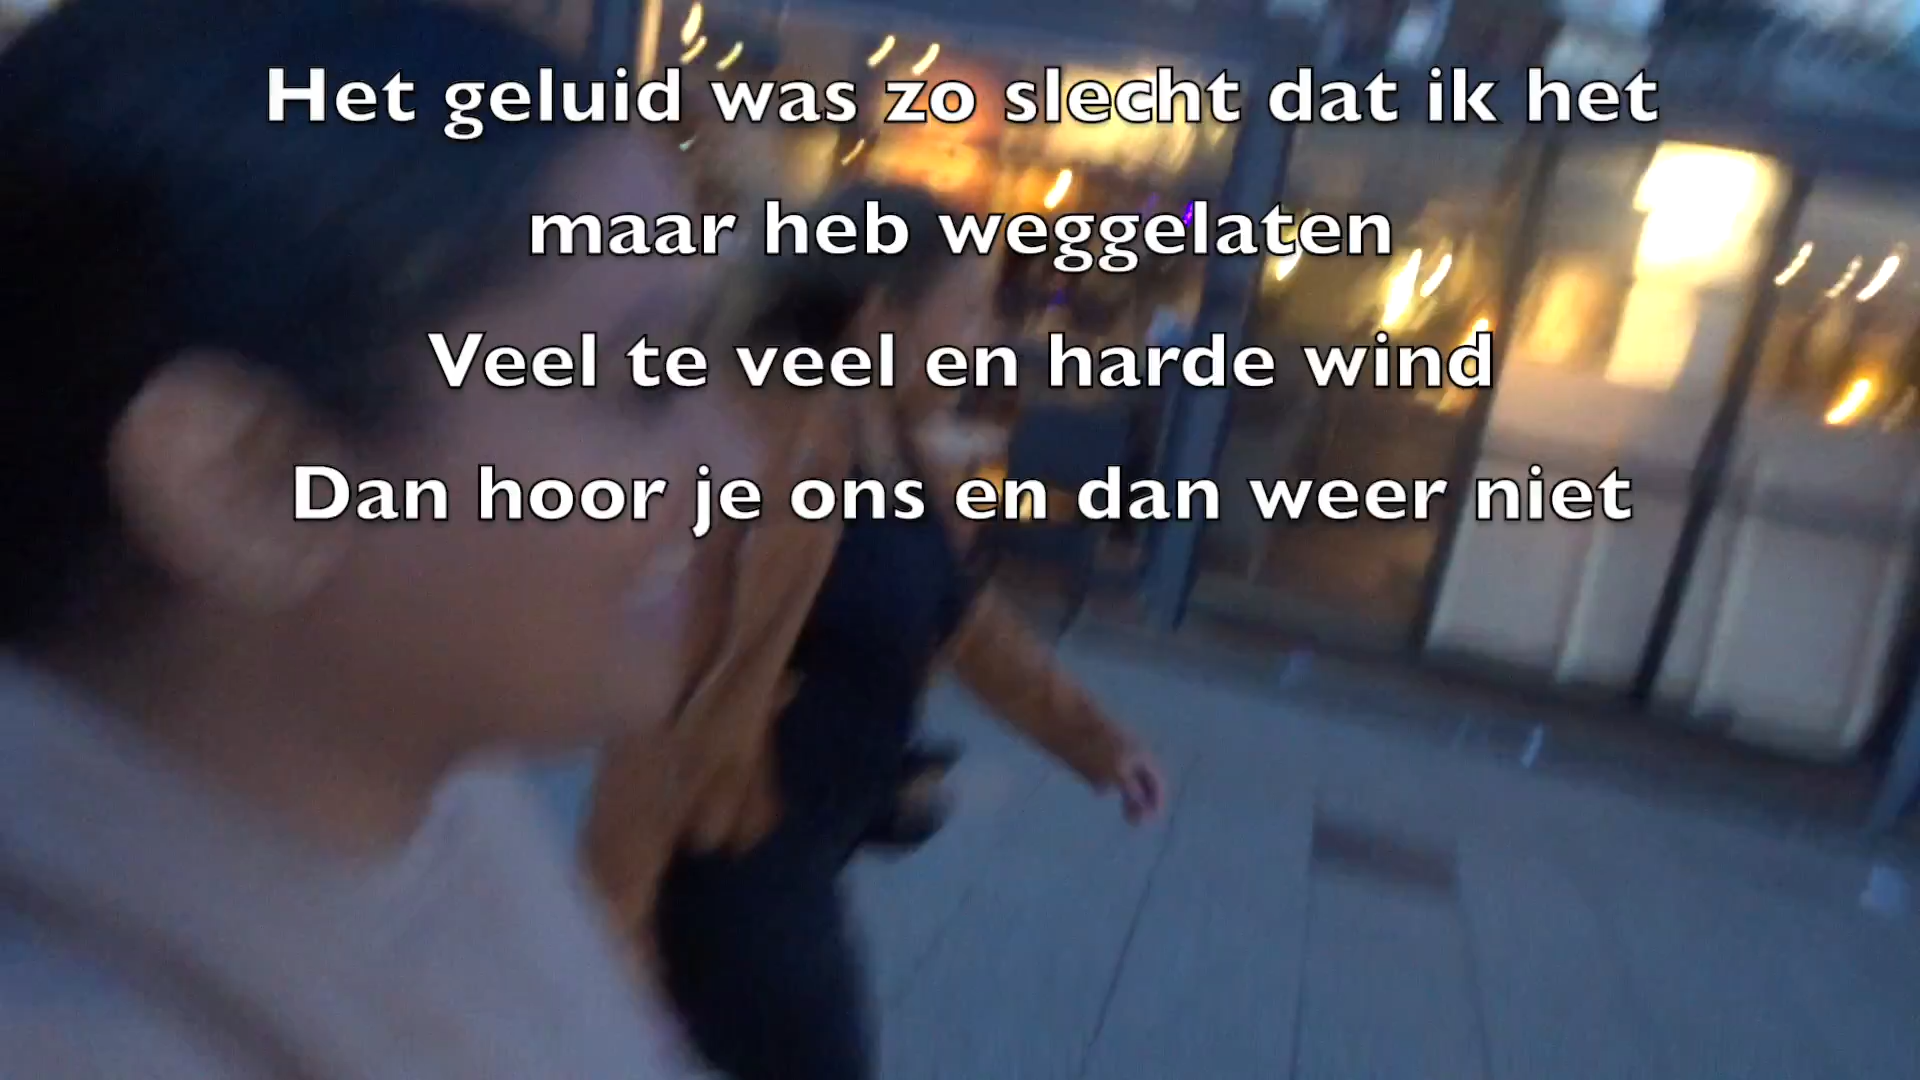 Het geluid was zo slecht dat ik het
maar heb weggelaten
Veel te veel en harde wind
Dan hoor je ons en dan weer niet